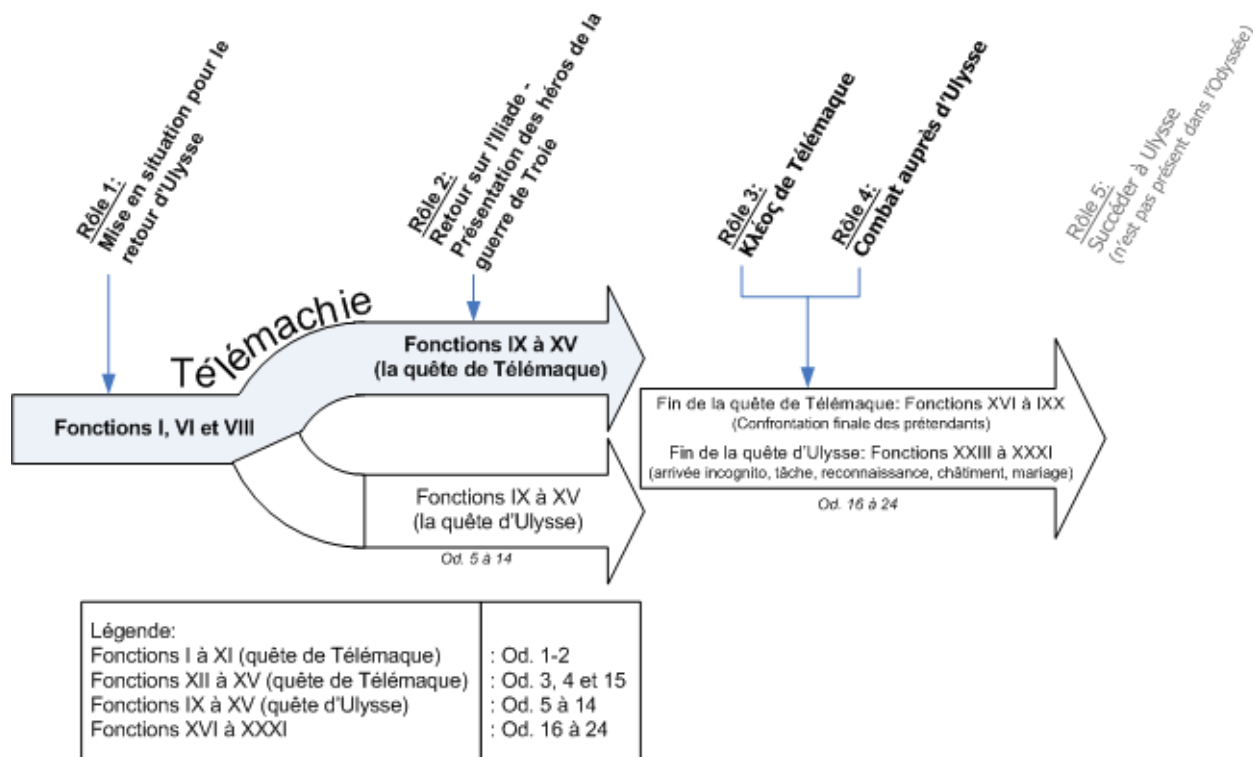 Rôle 1:
Mise en situation pour le
retour d'Ulysse
Rôle 2:
Retour sur l'Iliade -
Présentation des héros de la
guerre de Troie
Rôle 3:
Κλέος de Télémaque
Rôle 4:
Combat auprès d'Ulysse
Rôle 5:
Succéder à Ulysse
(n'est pas présent dans l'Odyssée)
Télémachie
Fonctions I, VI et VIII
Fonctions IX à XV
(la quête de Télémaque)
Fonctions IX à XV
(la quête d'Ulysse)
Od. 5 à 14
Fin de la quête de Télémaque: Fonctions XVI à IXX
(Confrontation finale des prétendants)
Fin de la quête d'Ulysse: Fonctions XXIII à XXXI
(arrivée incognito, tâche, reconnaissance, châtiment, mariage)
Od. 16 à 24
Légende:
Fonctions I à XI (quête de Télémaque) : Od. 1-2
Fonctions XII à XV (quête de Télémaque) : Od. 3, 4 et 15
Fonctions IX à XV (quête d'Ulysse) : Od. 5 à 14
Fonctions XVI à XXXI : Od. 16 à 24